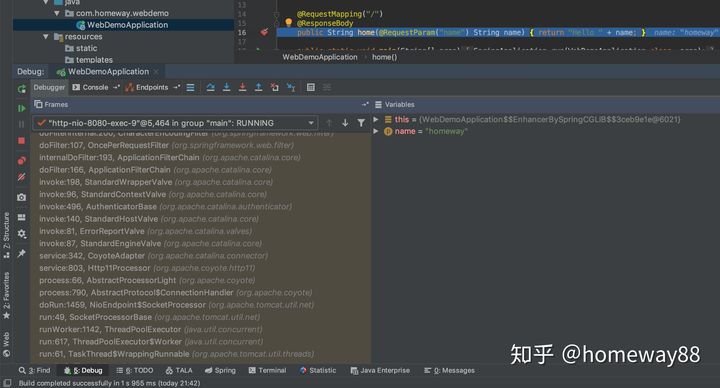 java
com.homeway.webdemo
WebDemoApplication
resources
static
templates
13
14
15
16
@RequestMapping("/")
@ResponseBody
public String home(@RequestParam("name") String name) { return "Hello " + name; } name: "homeway"
WebDemoApplication > home()
Debug: WebDemoApplication
Debugger Console Endpoints
Frames
Variables
"http-nio-8080-exec-9"@5,464 in group "main": RUNNING
this = {WebDemoApplication$$EnhancerBySpringCGLIB$$3ceb9e1e@6021}
name = "homeway"
doFilterInternal:200, CharacterEncodingFilter (org.springframework.web.filter)
doFilter:107, OncePerRequestFilter (org.springframework.web.filter)
internalDoFilter:193, ApplicationFilterChain (org.apache.catalina.core)
doFilter:166, ApplicationFilterChain (org.apache.catalina.core)
invoke:198, StandardWrapperValve (org.apache.catalina.core)
invoke:96, StandardContextValve (org.apache.catalina.core)
invoke:496, AuthenticatorBase (org.apache.catalina.authenticator)
invoke:140, StandardHostValve (org.apache.catalina.core)
invoke:81, ErrorReportValve (org.apache.catalina.valves)
invoke:87, StandardEngineValve (org.apache.catalina.core)
service:342, CoyoteAdapter (org.apache.catalina.connector)
service:803, Http11Processor (org.apache.coyote.http11)
process:66, AbstractProcessorLight (org.apache.coyote)
process:790, AbstractProtocol$ConnectionHandler (org.apache.coyote)
doRun:1459, NioEndpoint$SocketProcessor (org.apache.tomcat.util.net)
run:49, SocketProcessorBase (org.apache.tomcat.util.net)
runWorker:1142, ThreadPoolExecutor (java.util.concurrent)
run:617, ThreadPoolExecutor$Worker (java.util.concurrent)
run:61, TaskThread$WrappingRunnable (org.apache.tomcat.util.threads)
Z: Structure
2: Favorites
Web
知乎 @homeway88
3: Find 5: Debug 6: TODO TALA Spring Terminal Statistic Java Enterprise 0: Messages
Build completed successfully in 1 s 955 ms (today 21:42)